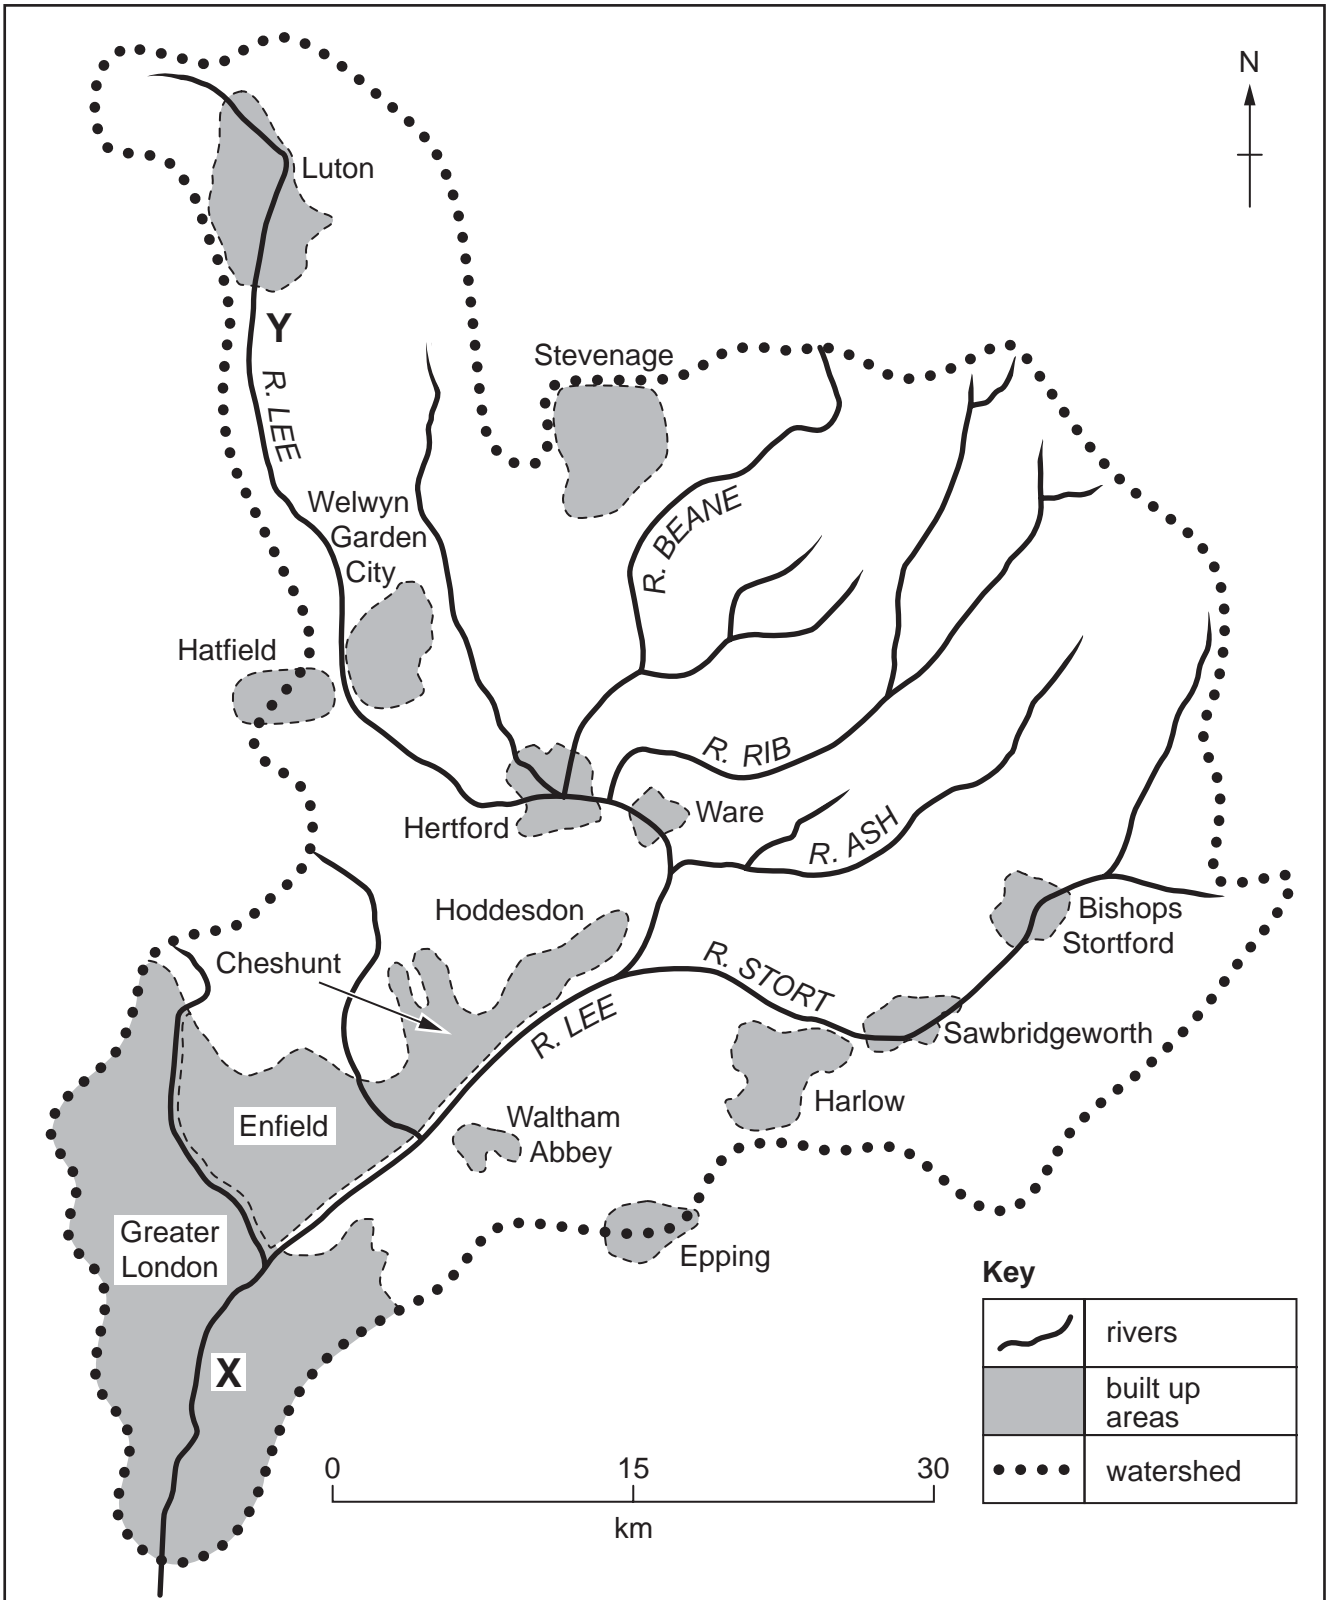 N
Luton
Y
R. LEE
Stevenage
Welwyn
Garden
City
R. BEANE
Hatfield
R. RIB
Hertford
Ware
R. ASH
Hoddesdon
Bishops
Stortford
Cheshunt
R. STORT
R. LEE
Sawbridgeworth
Harlow
Enfield
Waltham
Abbey
Greater
London
Epping
X
Key
rivers
built up
areas
watershed
0 15 30
km